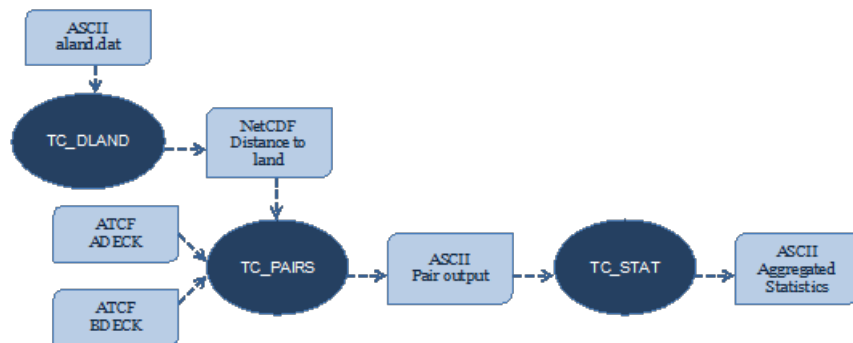 ASCII
aland.dat
TC_DLAND
NetCDF
Distance to
land
ATCF
ADECK
TC_PAIRS
ATCF
BDECK
ASCII
Pair output
TC_STAT
ASCII
Aggregated
Statistics